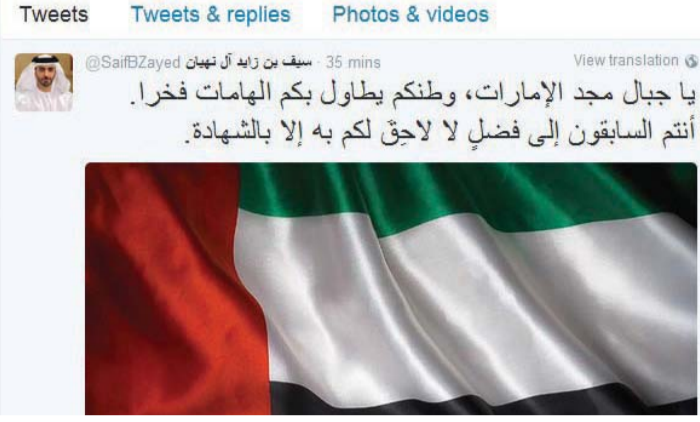 Tweets Tweets & replies Photos & videos
@SaifBZayed سيف بن زايد آل نهيان · 35 mins View translation
يا جبال مجد الإمارات، وطنكم يطاول بكم الهامات فخرا.
أنتم السابقون إلى فضلٍ لا لاحِقَ لكم به إلا بالشهادة.